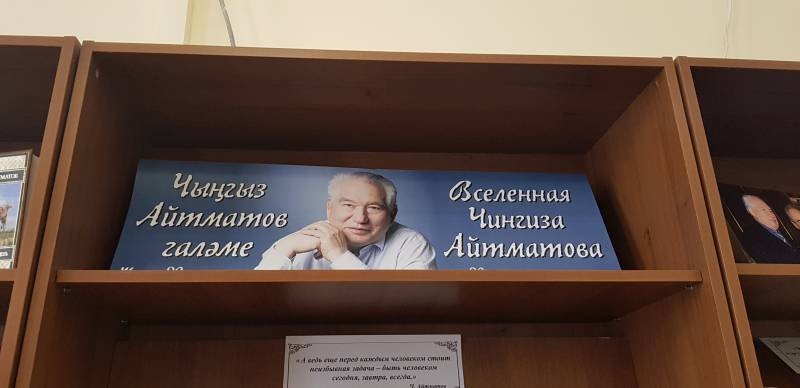 Чыңгыз
Айтматов
галәме
Вселенная
Чингиза
Айтматова
«А ведь еще перед каждым человеком стоит
неизбывная задача – быть человеком
сегодня, завтра, всегда.»
Ч. Айтматов